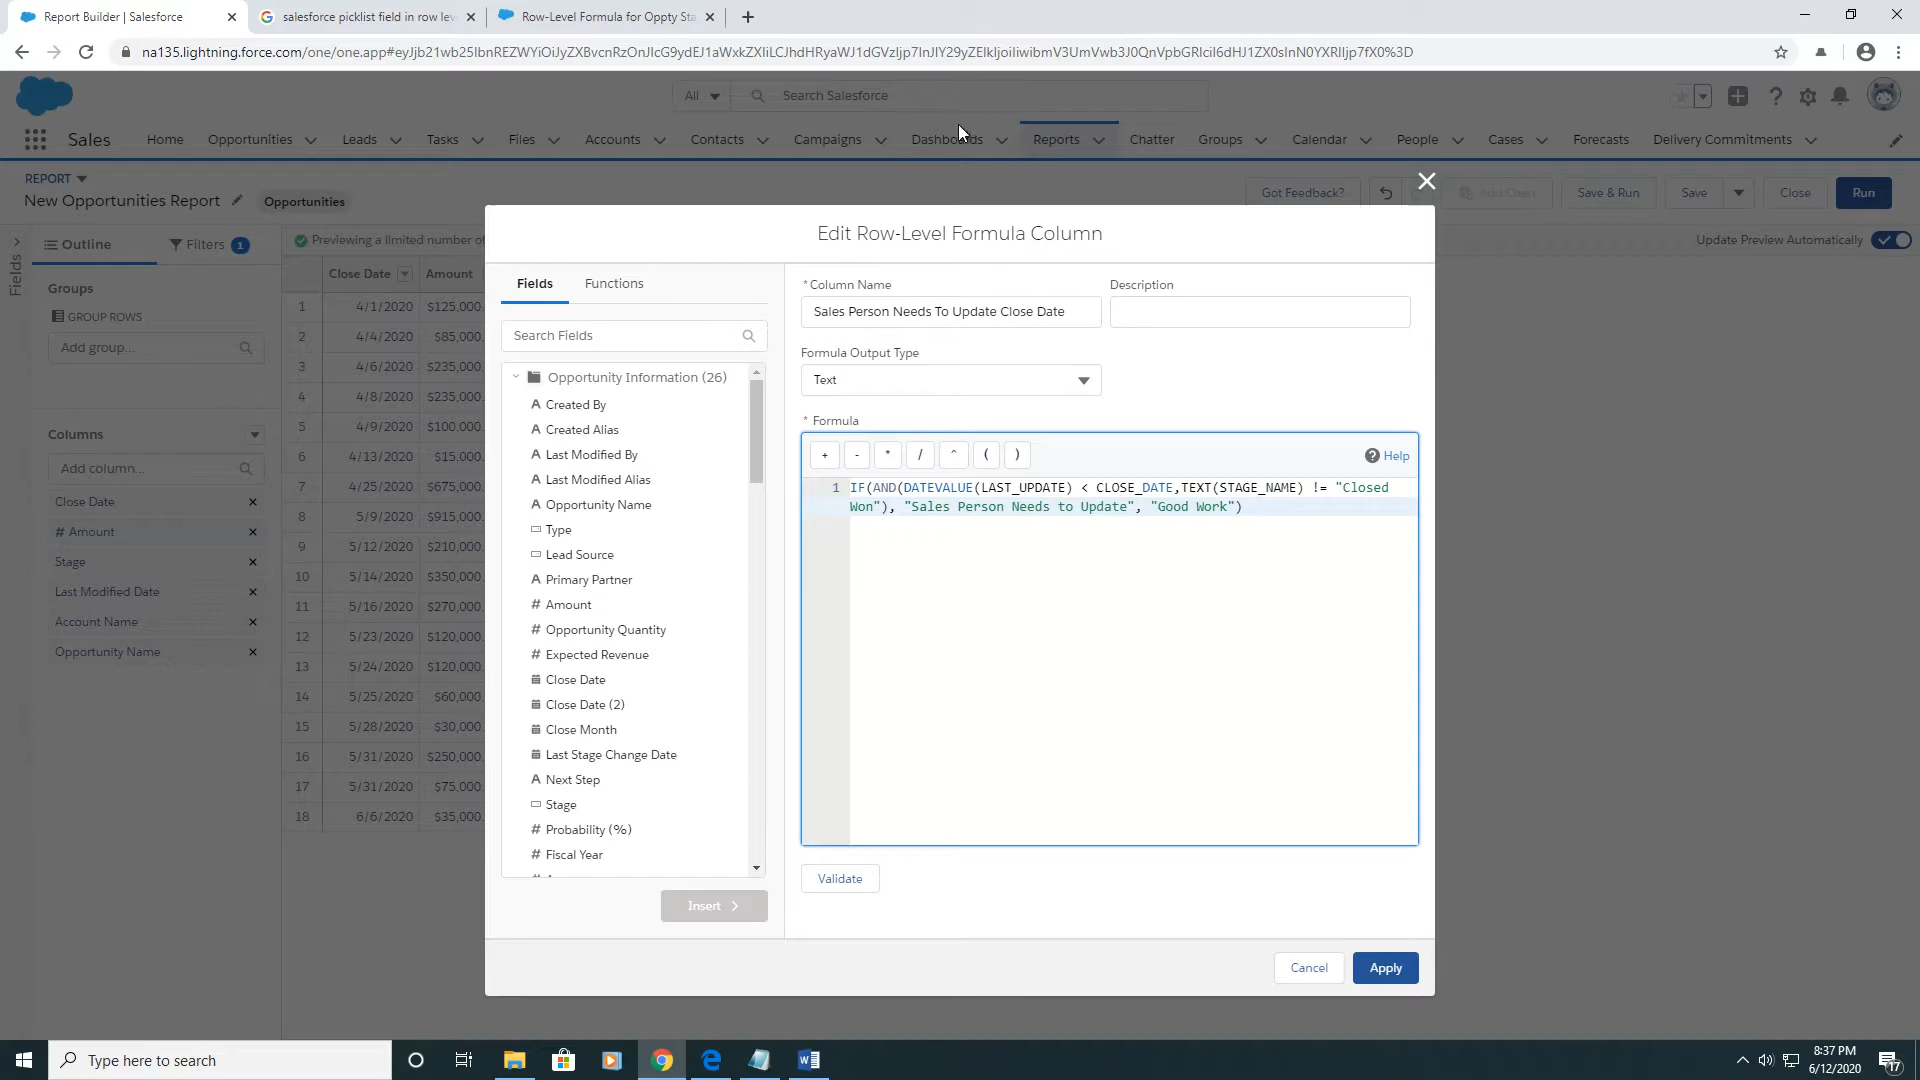 Report Builder | Salesforce
salesforce picklist field in row lev
Row-Level Formula for Oppty Sta
Sales
All
Search Salesforce
Home
Opportunities
Leads
Tasks
Files
Accounts
Contacts
Campaigns
Dashboards
Reports
Chatter
Groups
Calendar
People
Cases
Forecasts
Delivery Commitments
REPORT
New Opportunities Report
Opportunities
Got Feedback?
Add Chart
Save & Run
Save
Close
Run
Fields
Outline
Filters 1
Previewing a limited number of
Update Preview Automatically
Groups
GROUP ROWS
Add group...
Columns
Add column...
Close Date
# Amount
Stage
Last Modified Date
Account Name
Opportunity Name
Close Date Amount
1 4/1/2020 $125,000.
2 4/4/2020 $85,000.
3 4/6/2020 $235,000.
4 4/8/2020 $235,000.
5 4/9/2020 $100,000.
6 4/13/2020 $15,000.
7 4/25/2020 $675,000.
8 5/9/2020 $915,000.
9 5/12/2020 $210,000.
10 5/14/2020 $350,000.
11 5/16/2020 $270,000.
12 5/23/2020 $120,000.
13 5/24/2020 $120,000.
14 5/25/2020 $60,000.
15 5/28/2020 $30,000.
16 5/31/2020 $250,000.
17 5/31/2020 $75,000.
18 6/6/2020 $35,000.
Edit Row-Level Formula Column
Fields
Functions
Search Fields
Opportunity Information (26)
A Created By
A Created Alias
A Last Modified By
A Last Modified Alias
A Opportunity Name
Type
Lead Source
A Primary Partner
# Amount
# Opportunity Quantity
# Expected Revenue
Close Date
Close Date (2)
Close Month
Last Stage Change Date
A Next Step
Stage
# Probability (%)
# Fiscal Year
Insert
* Column Name
Sales Person Needs To Update Close Date
Description
Formula Output Type
Text
* Formula
+ - * / ^ ( )
Help
1 IF(AND(DATEVALUE(LAST_UPDATE) < CLOSE_DATE,TEXT(STAGE_NAME) != "Closed
Won"), "Sales Person Needs to Update", "Good Work")
Validate
Cancel
Apply
Type here to search
8:37 PM
6/12/2020
17